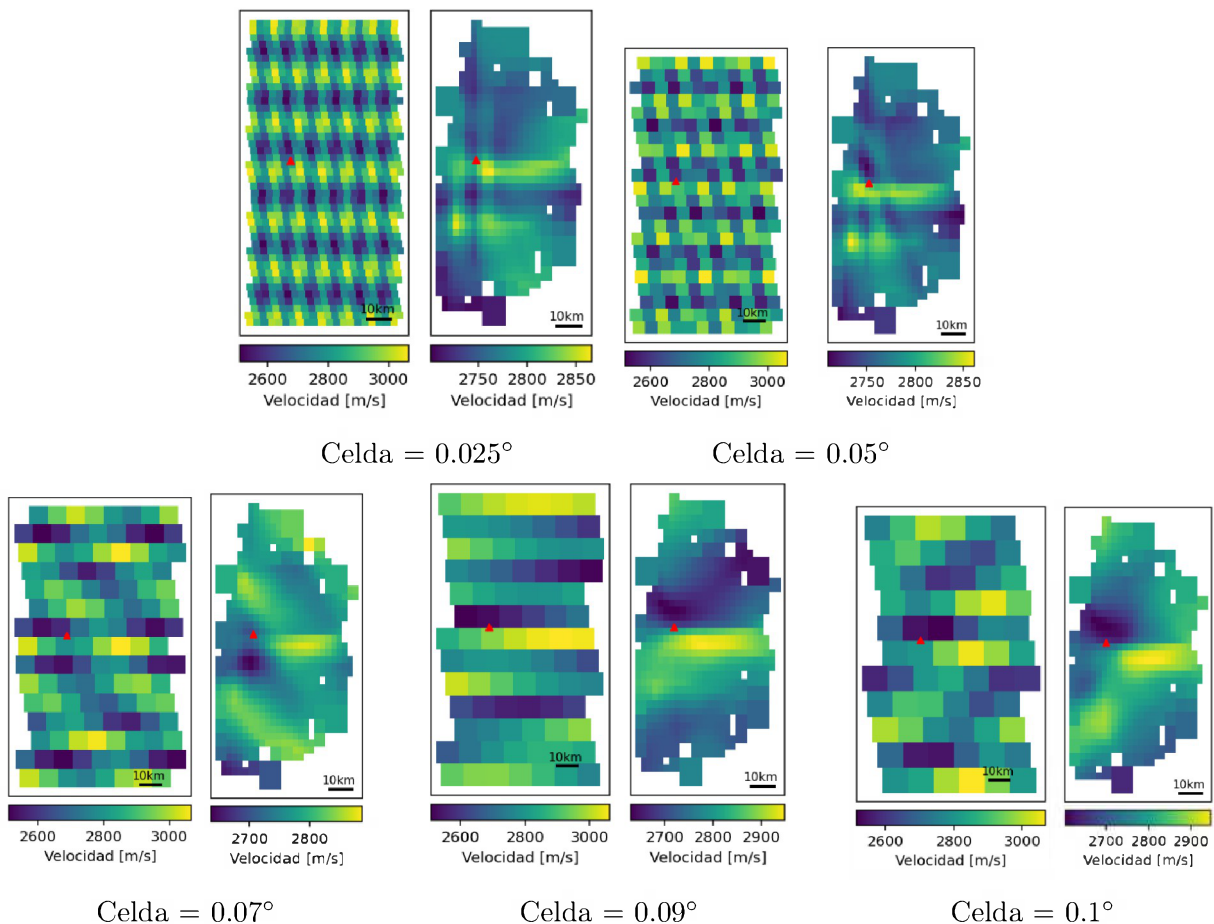 10km
10km
2600 2800 3000
Velocidad [m/s]
2750 2800 2850
Velocidad [m/s]
Celda = 0.025°
10km
10km
2600 2800 3000
Velocidad [m/s]
2750 2800 2850
Velocidad [m/s]
Celda = 0.05°
10km
10km
2600 2800 3000
Velocidad [m/s]
2700 2800
Velocidad [m/s]
Celda = 0.07°
10km
10km
2600 2800 3000
Velocidad [m/s]
2700 2800 2900
Velocidad [m/s]
Celda = 0.09°
10km
10km
2600 2800 3000
Velocidad [m/s]
2700 2800 2900
Velocidad [m/s]
Celda = 0.1°